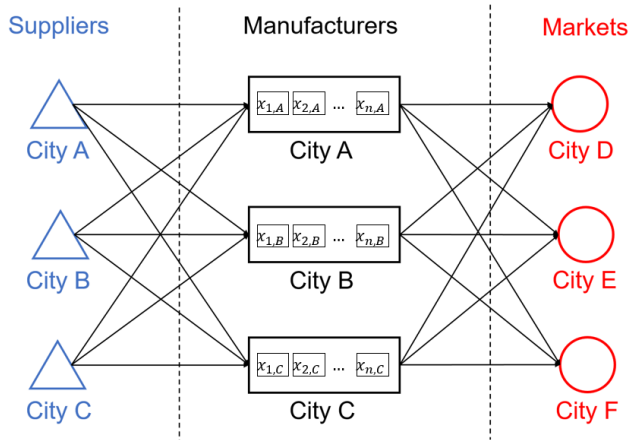 Suppliers Manufacturers Markets
x1,A x2,A ... xn,A
City A City A City D
x1,B x2,B ... xn,B
City B City B City E
x1,C x2,C ... xn,C
City C City C City F